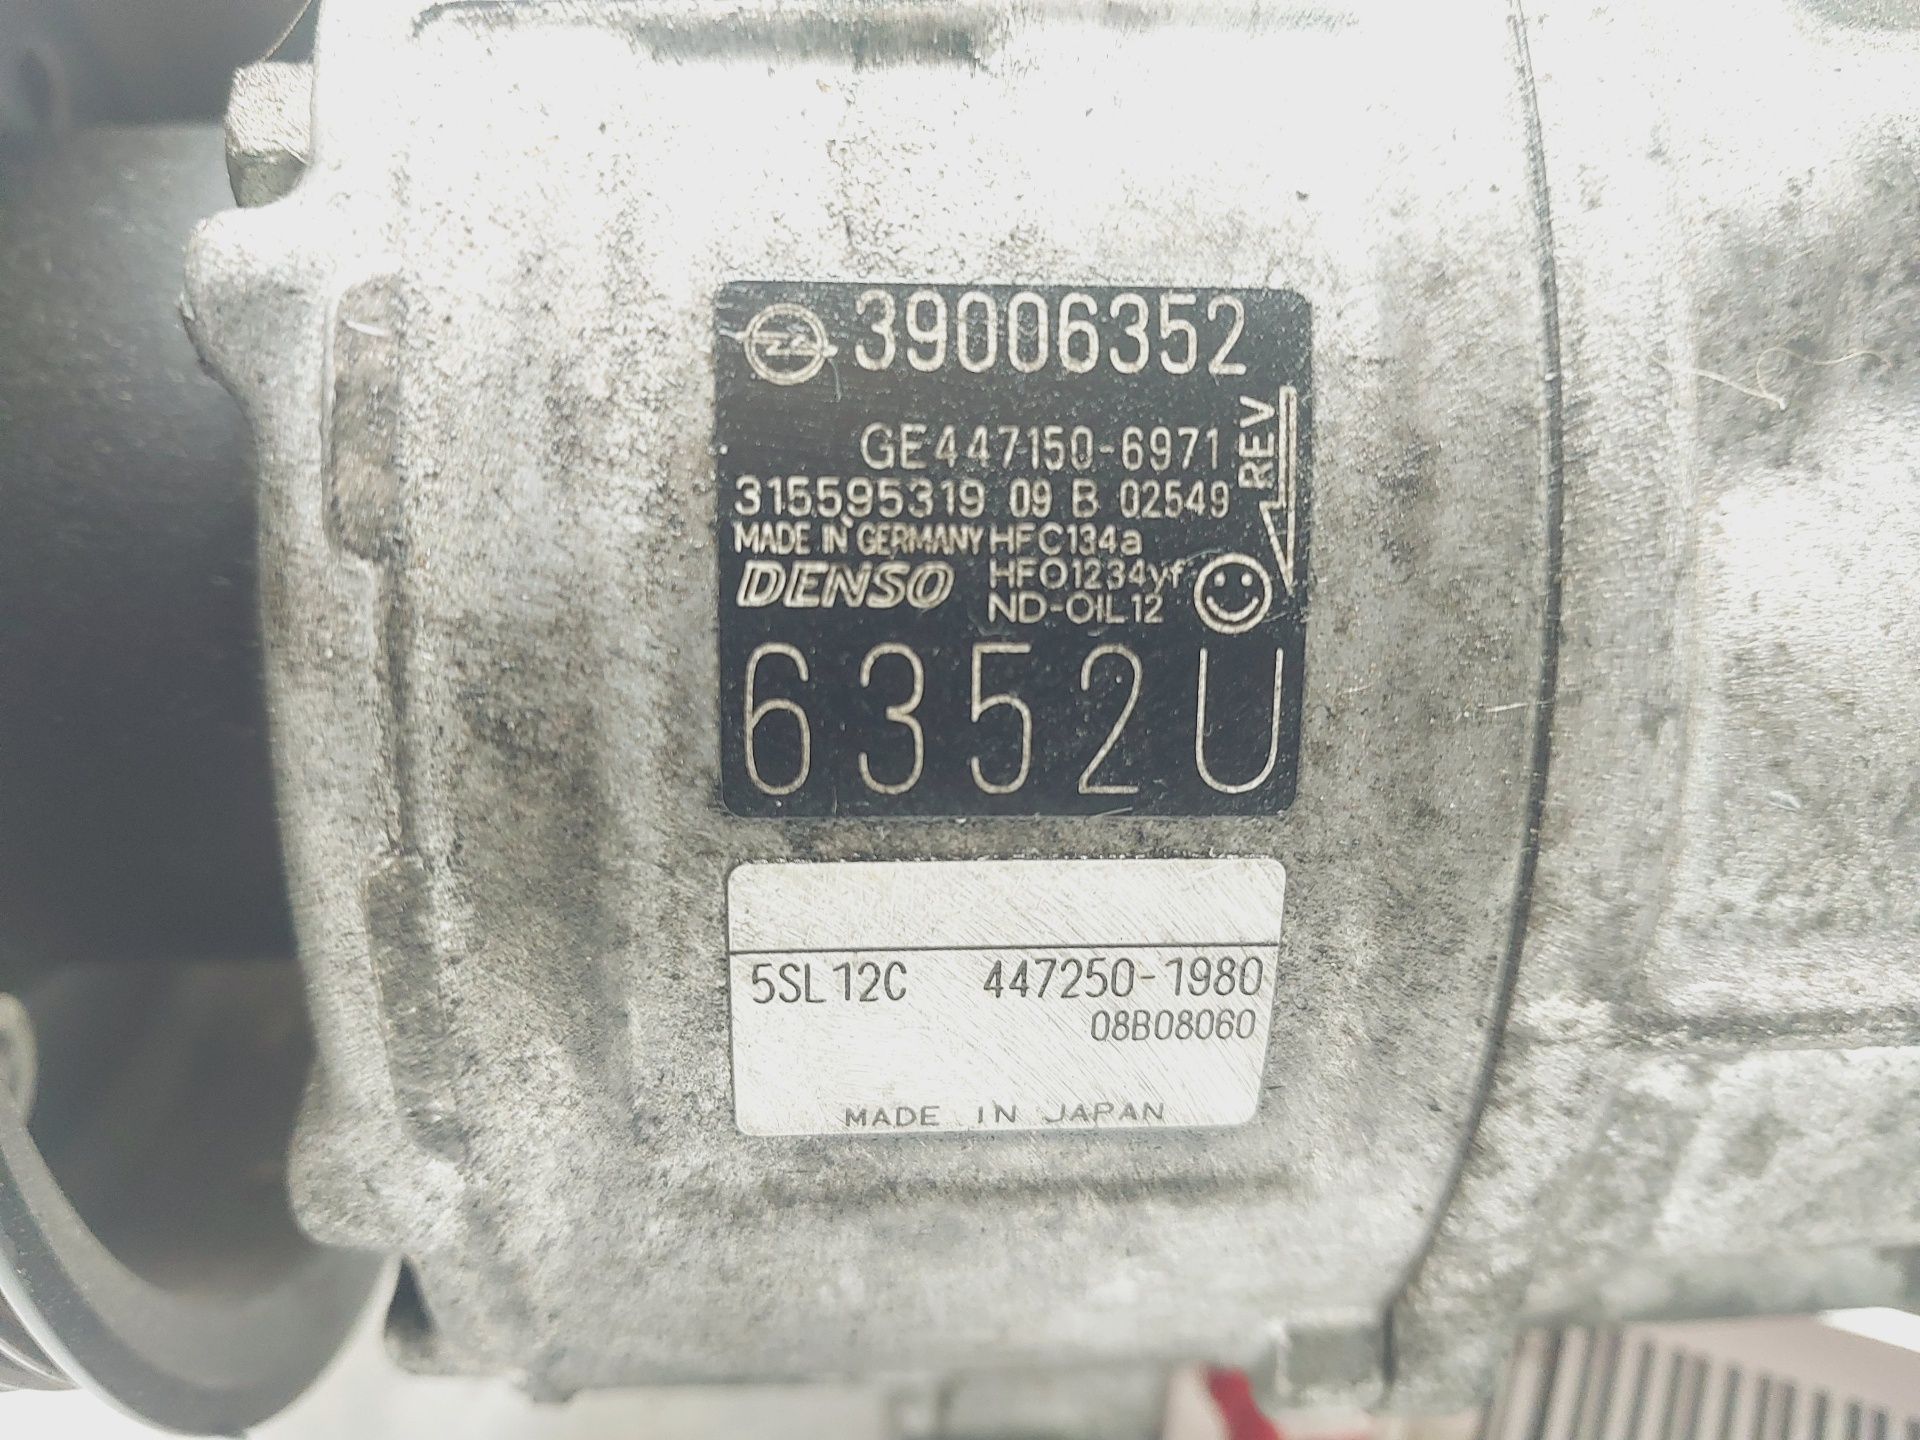 39006352
REV
GE447150-6971
315595319 09 B 02549
MADE IN GERMANY HFC134a
DENSO HFO1234yf
ND-OIL12
6352U
5SL12C 447250-1980
08B08060
MADE IN JAPAN